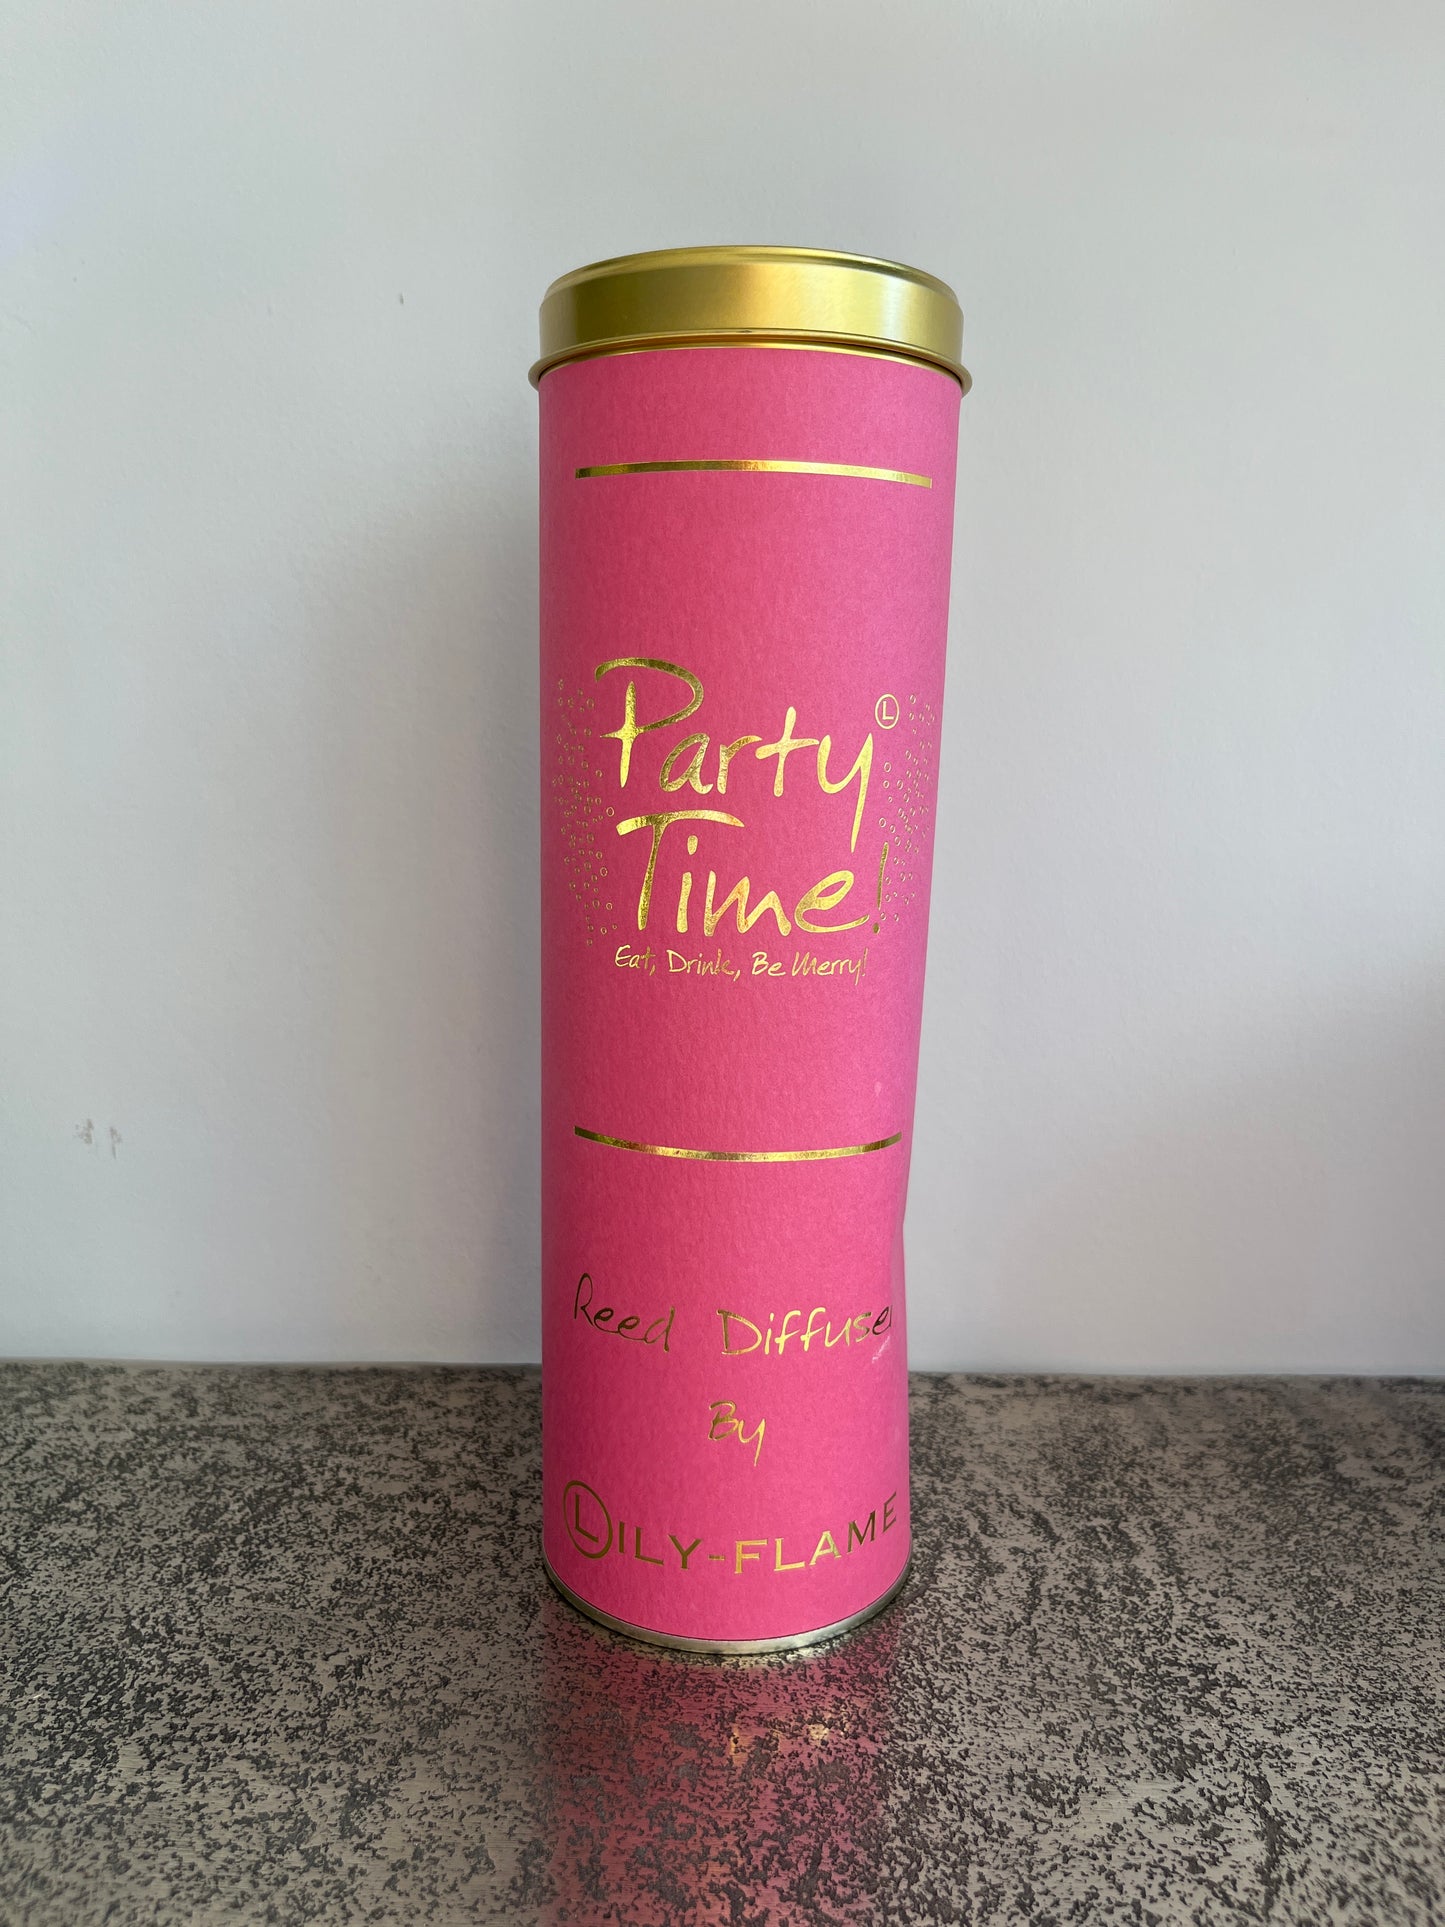 Party Ⓛ
Time!
Eat, Drink, Be Merry!
Reed Diffuser
By
LILY-FLAME